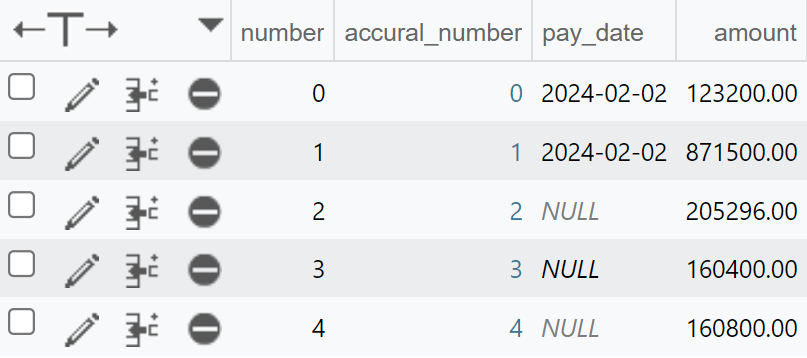 number accural_number pay_date amount
0 0 2024-02-02 123200.00
1 1 2024-02-02 871500.00
2 2 NULL 205296.00
3 3 NULL 160400.00
4 4 NULL 160800.00